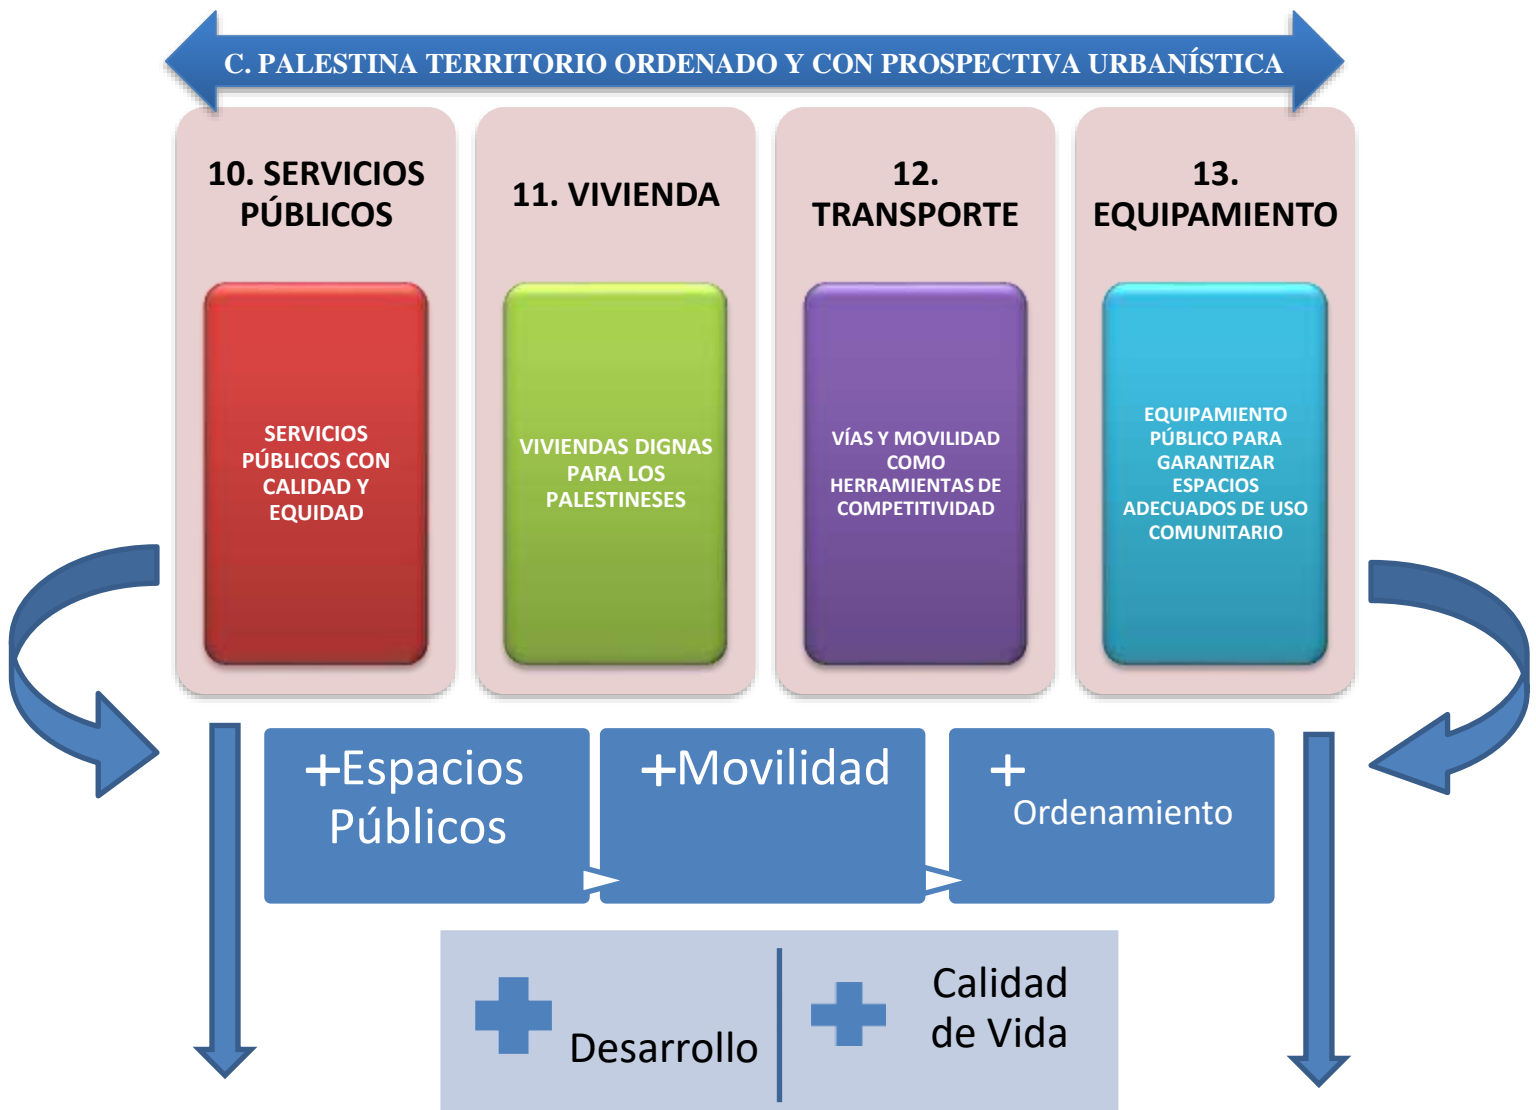 C. PALESTINA TERRITORIO ORDENADO Y CON PROSPECTIVA URBANÍSTICA
10. SERVICIOS
PÚBLICOS
SERVICIOS
PÚBLICOS CON
CALIDAD Y
EQUIDAD
11. VIVIENDA
VIVIENDAS DIGNAS
PARA LOS
PALESTINESES
12.
TRANSPORTE
VÍAS Y MOVILIDAD
COMO
HERRAMIENTAS DE
COMPETITIVIDAD
13.
EQUIPAMIENTO
EQUIPAMIENTO
PÚBLICO PARA
GARANTIZAR
ESPACIOS
ADECUADOS DE USO
COMUNITARIO
+Espacios
Públicos
+Movilidad
+
Ordenamiento
Desarrollo
Calidad
de Vida